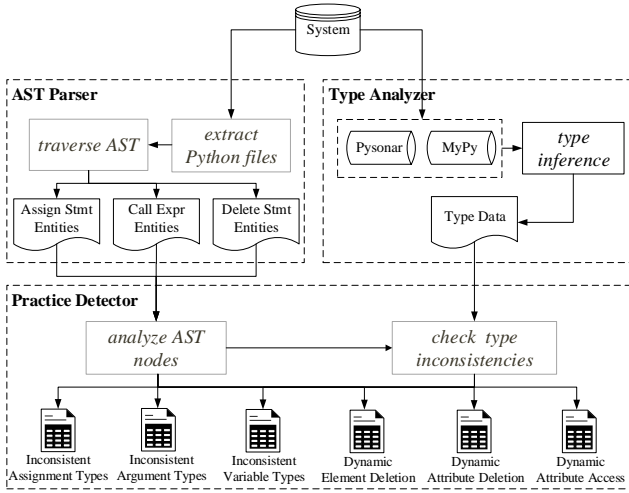 System
AST Parser
Type Analyzer
traverse AST
extract
Python files
Pysonar
MyPy
type
inference
Assign Stmt
Entities
Call Expr
Entities
Delete Stmt
Entities
Type Data
Practice Detector
analyze AST
nodes
check type
inconsistencies
Inconsistent
Assignment Types
Inconsistent
Argument Types
Inconsistent
Variable Types
Dynamic
Element Deletion
Dynamic
Attribute Deletion
Dynamic
Attribute Access